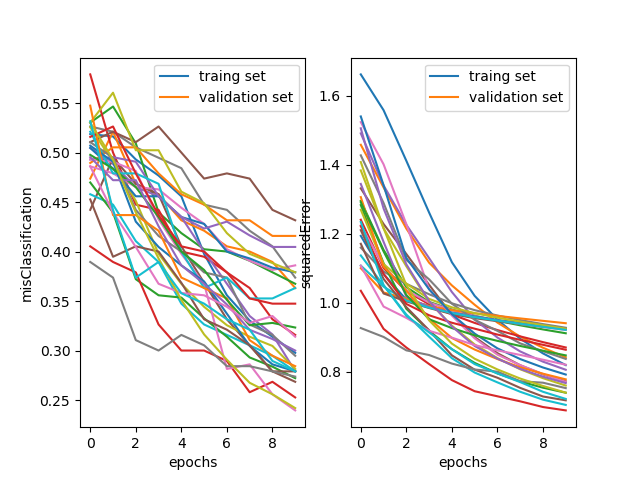 traing set
validation set
0.55
0.50
0.45
0.40
0.35
0.30
0.25
misClassification
0 2 4 6 8
epochs
traing set
validation set
1.6
1.4
1.2
1.0
0.8
squaredError
0 2 4 6 8
epochs